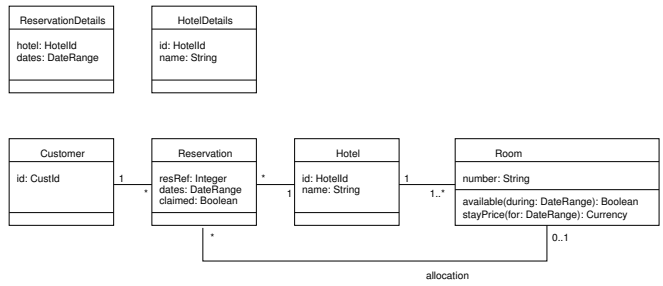 ReservationDetails
hotel: HotelId
dates: DateRange
HotelDetails
id: HotelId
name: String
Customer
id: CustId
1
*
Reservation
resRef: Integer
dates: DateRange
claimed: Boolean
*
1
Hotel
id: HotelId
name: String
1
1..*
Room
number: String
available(during: DateRange): Boolean
stayPrice(for: DateRange): Currency
*
0..1
allocation